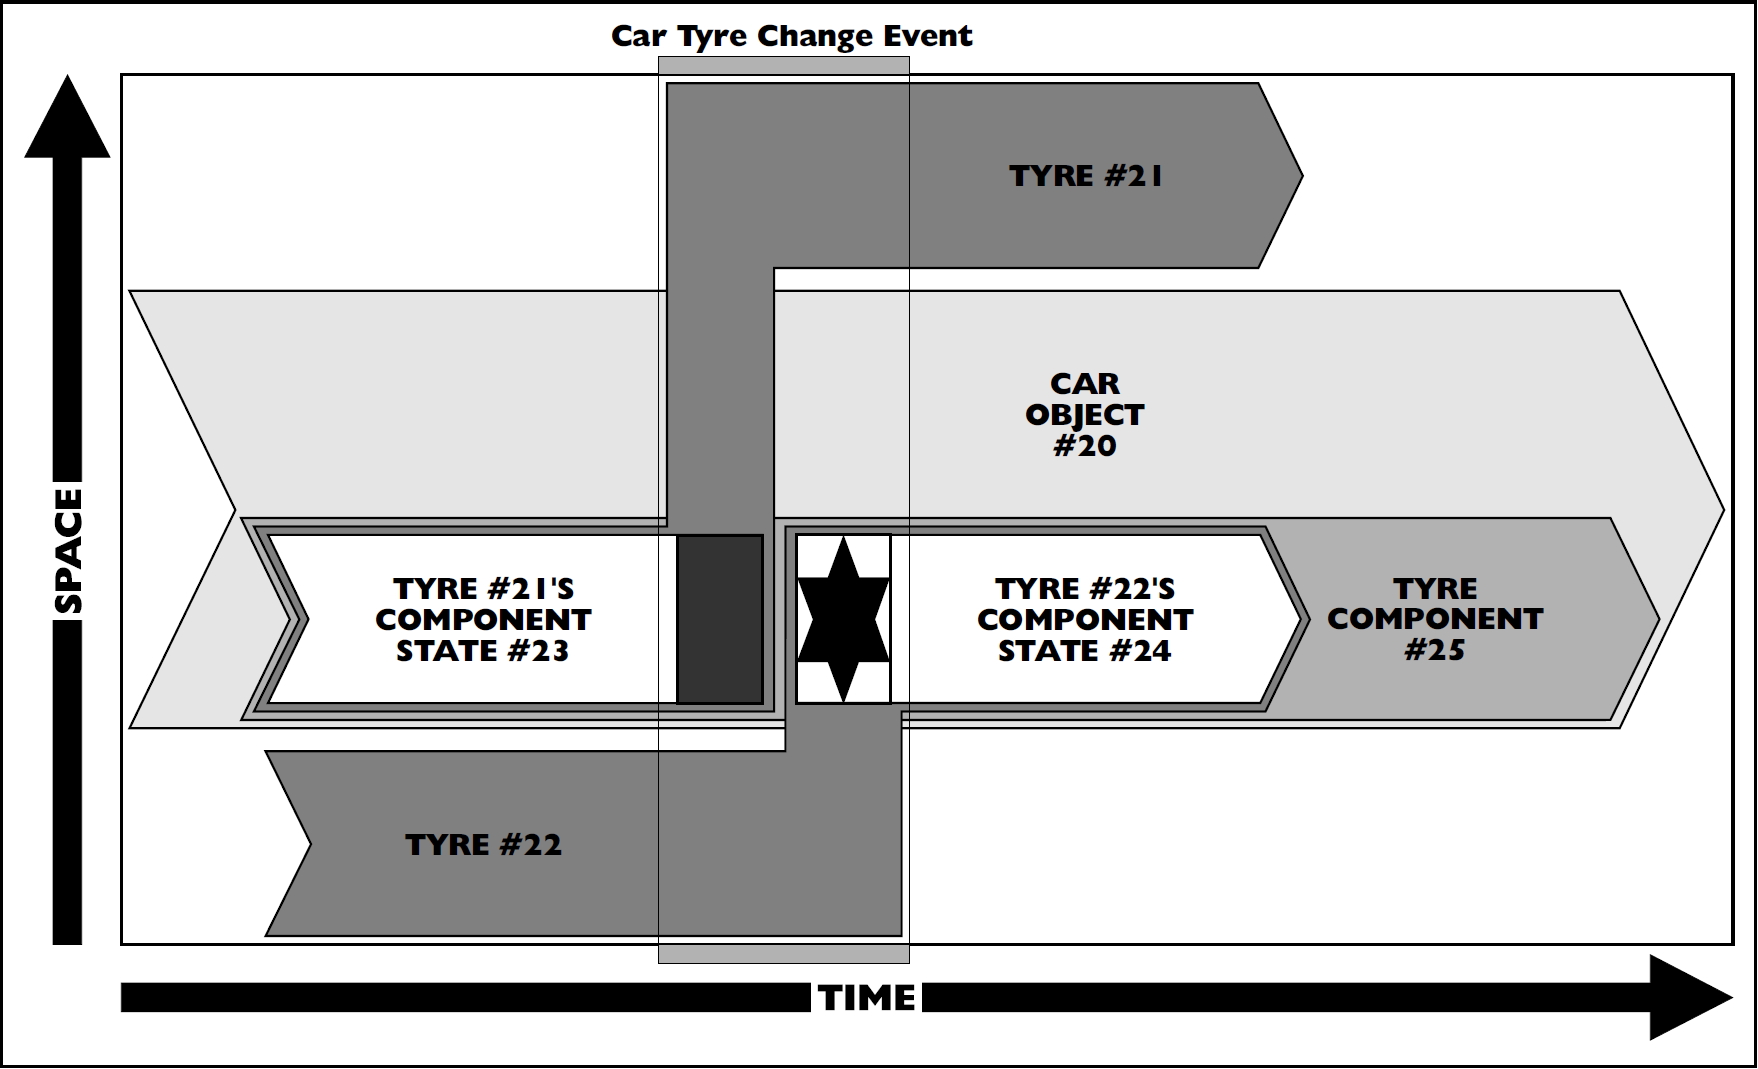 Car Tyre Change Event
TYRE #21
CAR
OBJECT
#20
SPACE
TYRE #21'S
COMPONENT
STATE #23
TYRE #22'S
COMPONENT
STATE #24
TYRE
COMPONENT
#25
TYRE #22
TIME